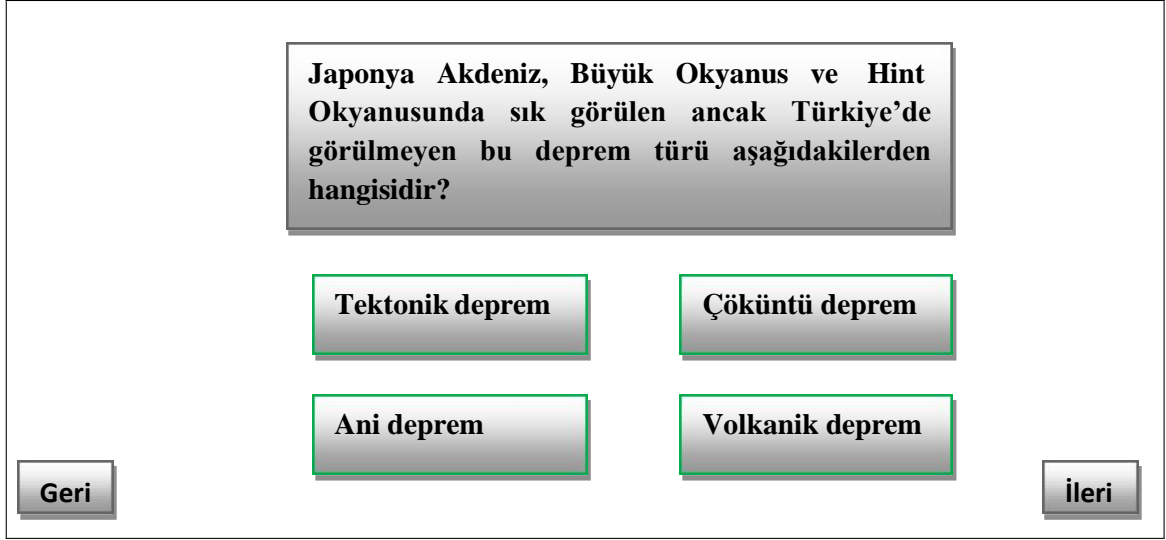 Japonya Akdeniz, Büyük Okyanus ve Hint
Okyanusunda sık görülen ancak Türkiye’de
görülmeyen bu deprem türü aşağıdakilerden
hangisidir?
Tektonik deprem
Çöküntü deprem
Ani deprem
Volkanik deprem
Geri
İleri